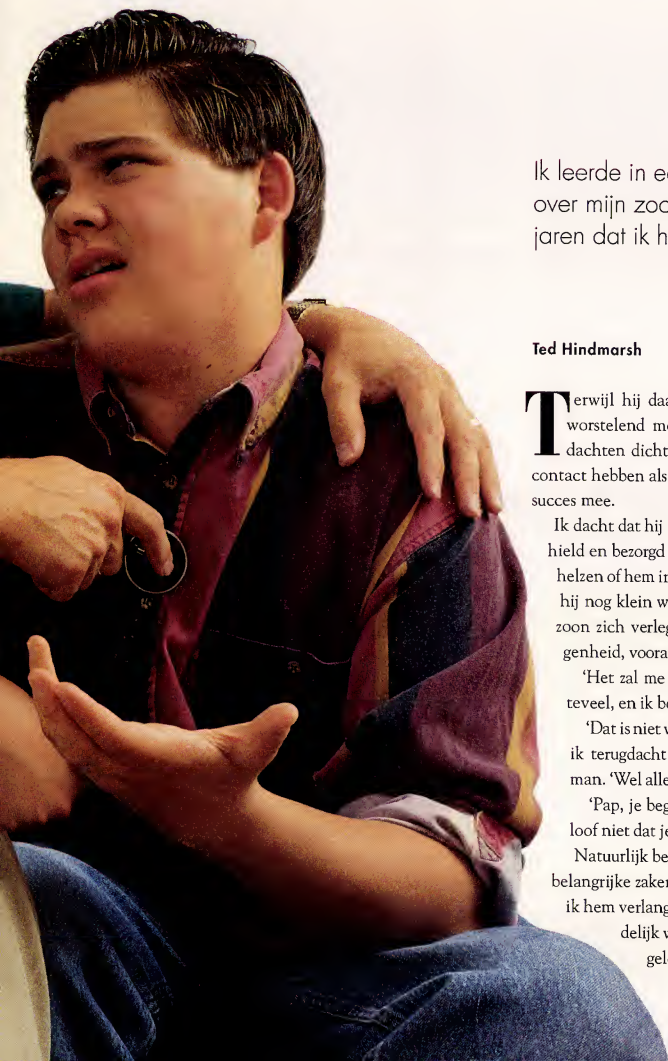 Ik leerde in e
over mijn zoo
jaren dat ik h
Ted Hindmarsh
Terwijl hij daa
worstelend me
dachten dicht
contact hebben als
succes mee.
Ik dacht dat hij
hield en bezorgd
helzen of hem in
hij nog klein w
zoon zich verleg
genheid, voora
‘Het zal me
teveel, en ik be
‘Dat is niet v
ik terugdacht
man. ‘Wel alle
‘Pap, je beg
loof niet dat je
Natuurlijk be
belangrijke zaken
ik hem verlang
delijk v
gel